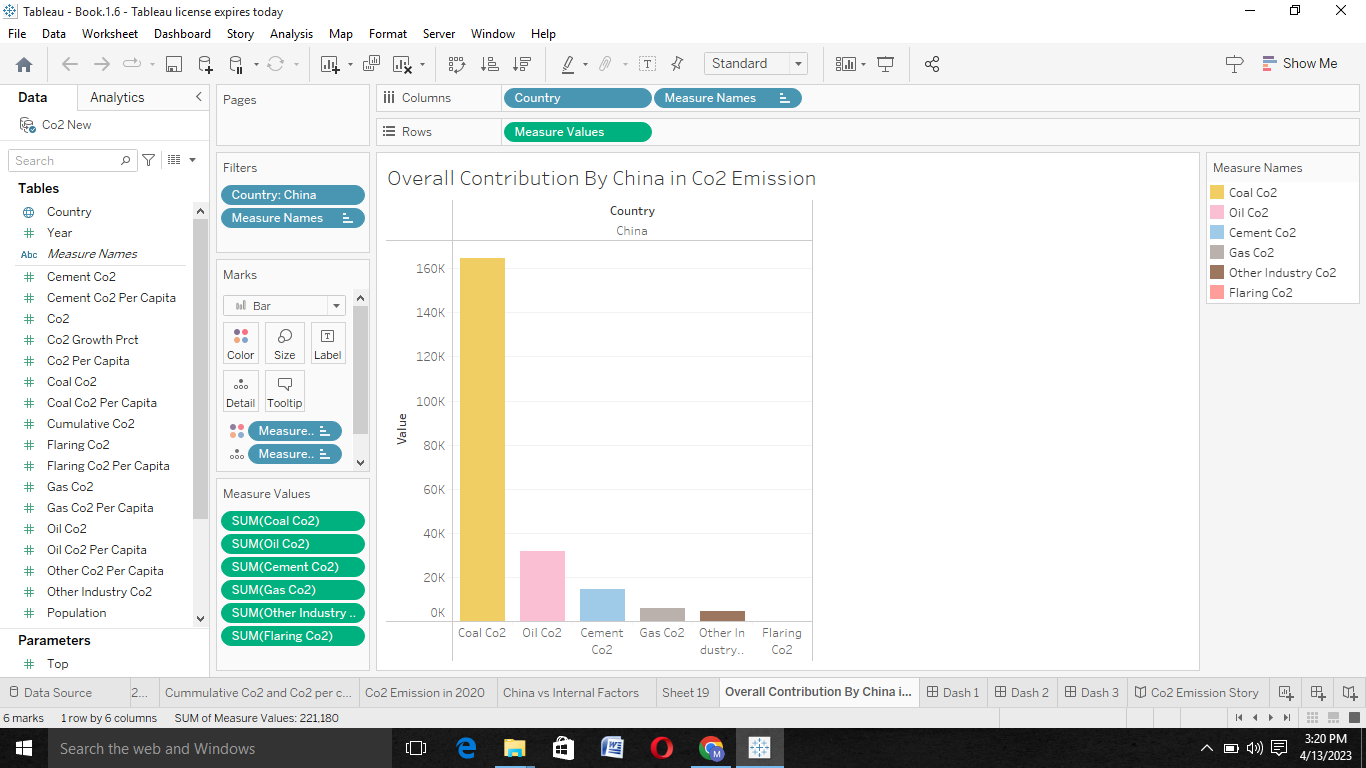 Tableau - Book.1.6 - Tableau license expires today
File Data Worksheet Dashboard Story Analysis Map Format Server Window Help
Standard
Show Me
Data Analytics
Co2 New
Search
Tables
Country
Year
Abc Measure Names
Cement Co2
Cement Co2 Per Capita
Co2
Co2 Growth Prct
Co2 Per Capita
Coal Co2
Coal Co2 Per Capita
Cumulative Co2
Flaring Co2
Flaring Co2 Per Capita
Gas Co2
Gas Co2 Per Capita
Oil Co2
Oil Co2 Per Capita
Other Co2 Per Capita
Other Industry Co2
Population
Parameters
Top
Pages
Filters
Country: China
Measure Names
Marks
Bar
Color Size Label
Detail Tooltip
Measure..
Measure..
Measure Values
SUM(Coal Co2)
SUM(Oil Co2)
SUM(Cement Co2)
SUM(Gas Co2)
SUM(Other Industry ..
SUM(Flaring Co2)
Columns Country Measure Names
Rows Measure Values
Overall Contribution By China in Co2 Emission
Country
China
Value
160K
140K
120K
100K
80K
60K
40K
20K
0K
Coal Co2 Oil Co2 Cement Co2 Gas Co2 Other In dustry.. Flaring Co2
Measure Names
Coal Co2
Oil Co2
Cement Co2
Gas Co2
Other Industry Co2
Flaring Co2
Data Source 2... Cummulative Co2 and Co2 per c... Co2 Emission in 2020 China vs Internal Factors Sheet 19 Overall Contribution By China i... Dash 1 Dash 2 Dash 3 Co2 Emission Story
6 marks 1 row by 6 columns SUM of Measure Values: 221,180
Search the web and Windows
3:20 PM
4/13/2023